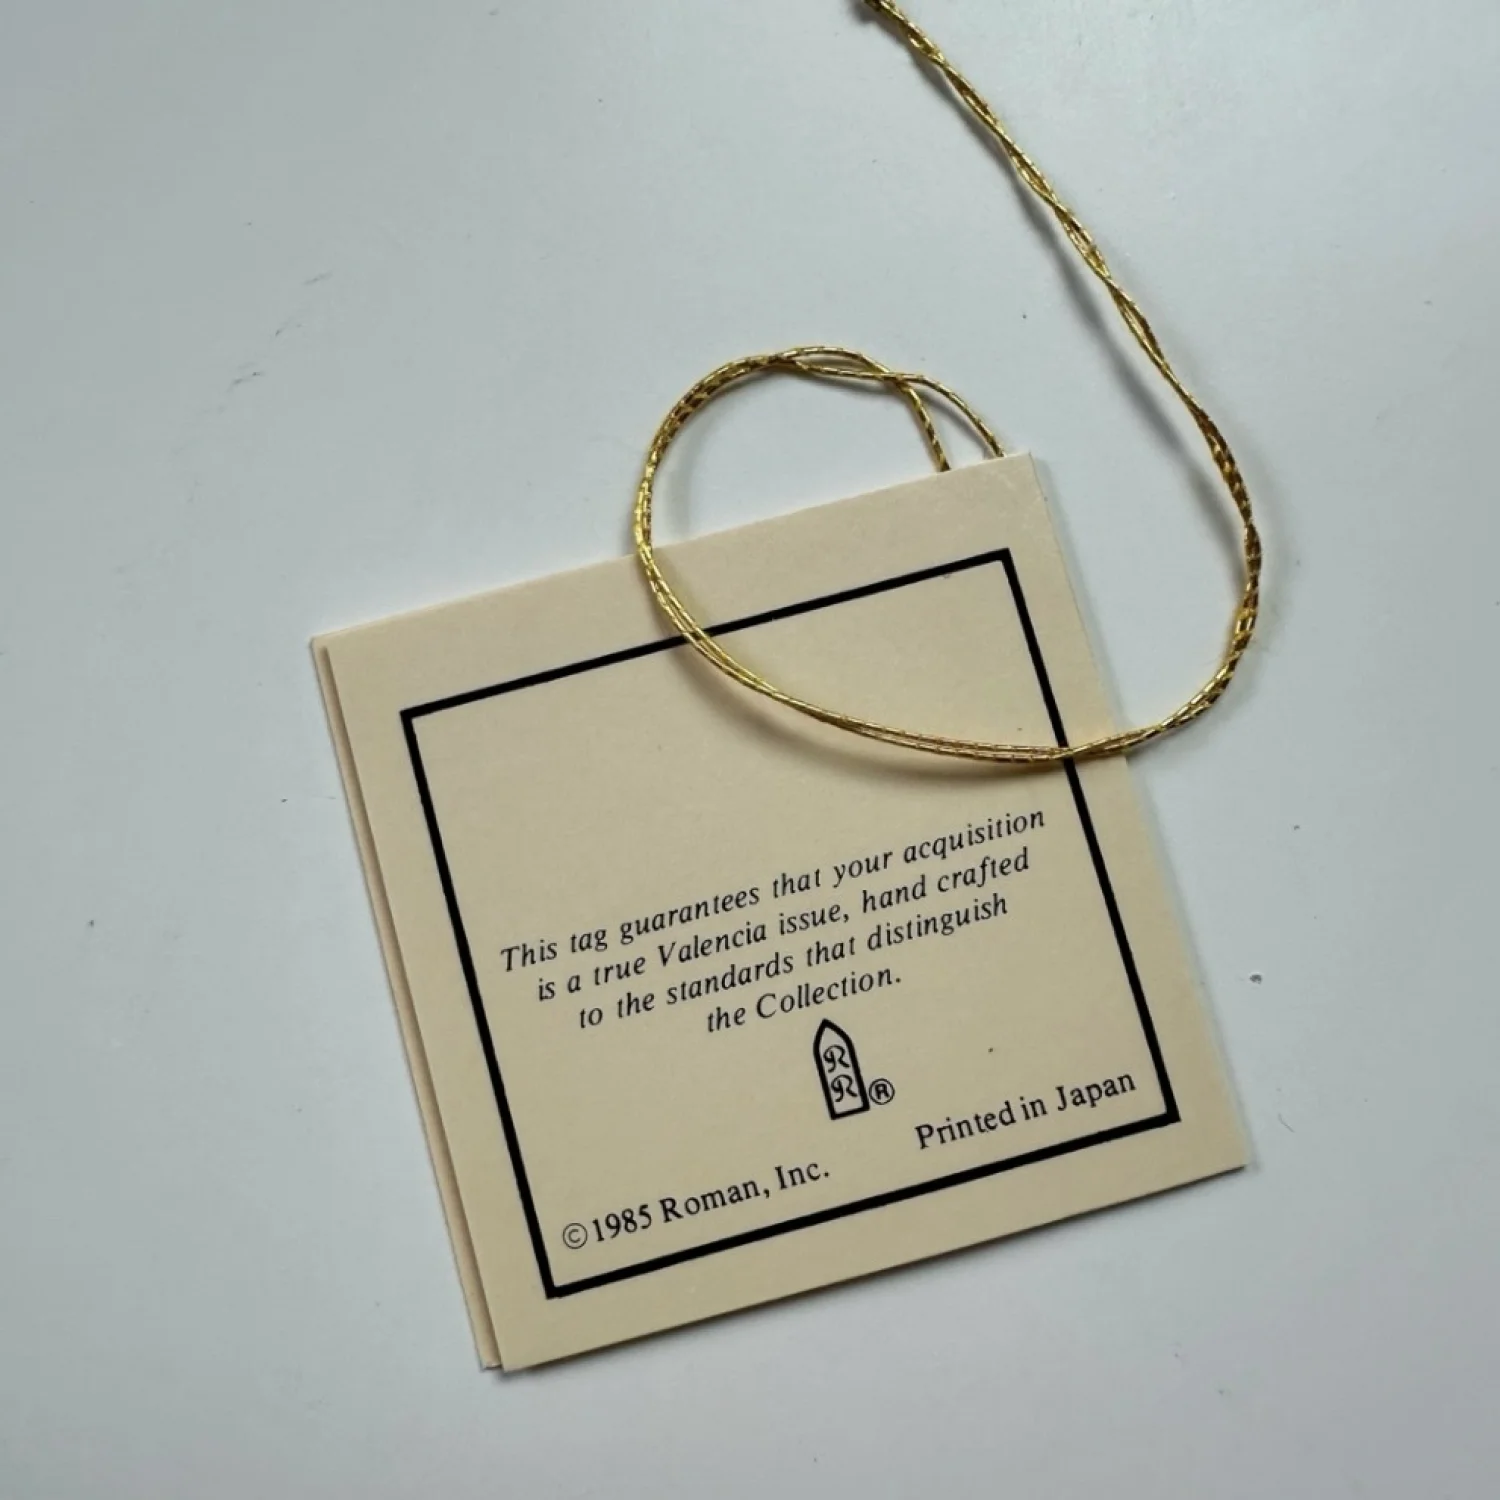 This tag guarantees that your acquisition
is a true Valencia issue, hand crafted
to the standards that distinguish
the Collection.
R
R®
Printed in Japan
©1985 Roman, Inc.